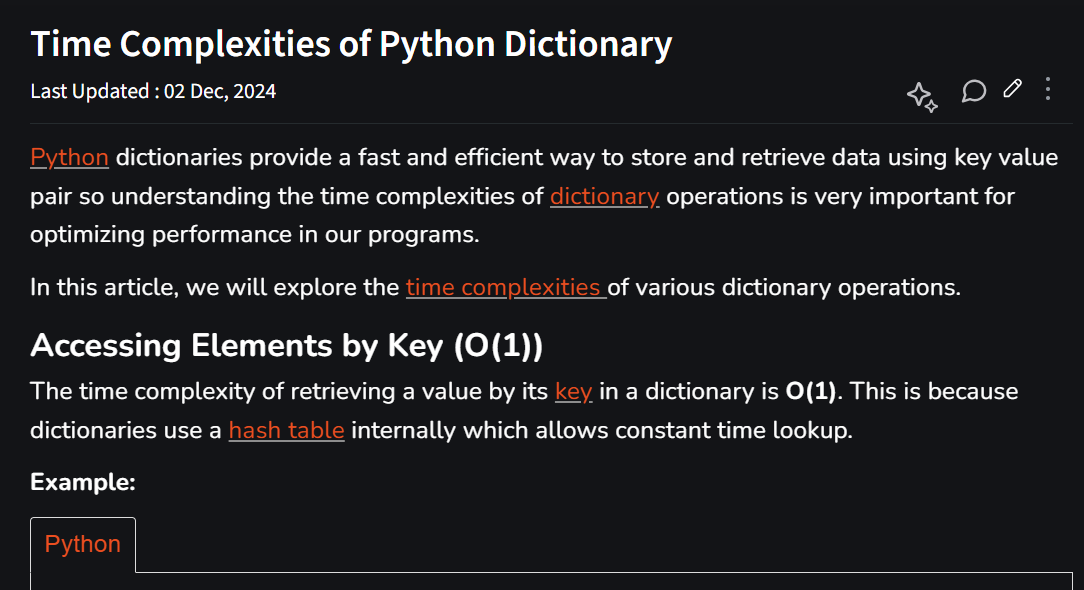 Time Complexities of Python Dictionary
Last Updated : 02 Dec, 2024
Python dictionaries provide a fast and efficient way to store and retrieve data using key value
pair so understanding the time complexities of dictionary operations is very important for
optimizing performance in our programs.
In this article, we will explore the time complexities of various dictionary operations.
Accessing Elements by Key (O(1))
The time complexity of retrieving a value by its key in a dictionary is O(1). This is because
dictionaries use a hash table internally which allows constant time lookup.
Example:
Python